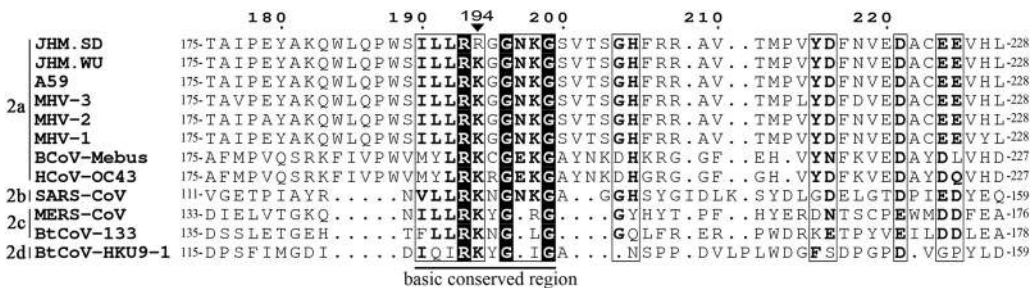 180 190 194 200 210 220
JHM.SD 175-TAIPEYAKQWLQPWSILLRRGGNKGSVTSGHFRR.AV..TMPVYDFNVEDACEEVHL-228
JHM.WU 175-TAIPEYAKQWLQPWSILLRKGGNKGSVTSGHFRR.AV..TMPVYDFNVEDACEEVHL-228
A59 175-TAIPEYAKQWLQPWSILLRKGGNKGSVTSGHFRR.AV..TMPVYDFNVEDACEEVHL-228
2a MHV-3 175-TAVPEYAKQWLQPWSILLRKGGNKGSVTSGHFRR.AV..TMPLYDFDVEDACEEVHL-228
MHV-2 175-TAIPEYAKQWLQPWSILLRKGGNKGSVTSGHFRR.AV..TMPVYDFKVEDACEEVHL-228
MHV-1 175-TAIPEYAKQWLQPWSILLRKGGNKGSVTSGHFRR.AV..TMPVYDFNVEDACEEVYL-228
BCoV-Mebus 175-AFMPVQSRKFIVPWVMYLRKCGEKGAYNKDHKRG.GF..EH.VYNFKVEDAYDLVHD-227
HCoV-OC43 175-AFMPVQSRKFIVPWVMYLRKRGEKGAYNKDHKRG.GF..GH.VYDFKVEDAYDQVHD-227
2b SARS-CoV 111-VGETPIAYR.....NVLLRKNGNKGA..GGHSYGIDLK.SYDLGDELGTDPIEDYEQ-159
2c MERS-CoV 133-DIELVTGKQ.....NILLRKYG.RG....GYHYT.PF.HYERDNTSCPEWMDDFEA-176
BtCoV-133 135-DSSLETGEH.....TFLLRKNG.LG....GQLFR.ER..PWDRKETPYVEILDDLEA-178
2d BtCoV-HKU9-1 115-DPSFIMGDI.....DIQIRKYG.IGA....NSPP.DVLPLWDGFSDPGPD.VGPYLD-159
basic conserved region